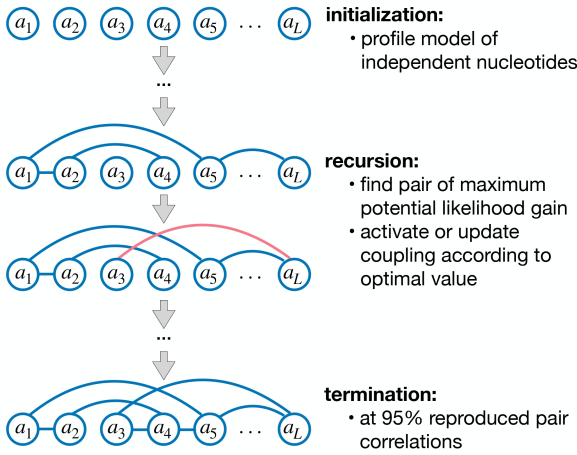 a1 a2 a3 a4 a5 ... aL
initialization:
• profile model of
independent nucleotides
...
a1 a2 a3 a4 a5 ... aL
recursion:
• find pair of maximum
potential likelihood gain
• activate or update
coupling according to
optimal value
a1 a2 a3 a4 a5 ... aL
...
a1 a2 a3 a4 a5 ... aL
termination:
• at 95% reproduced pair
correlations